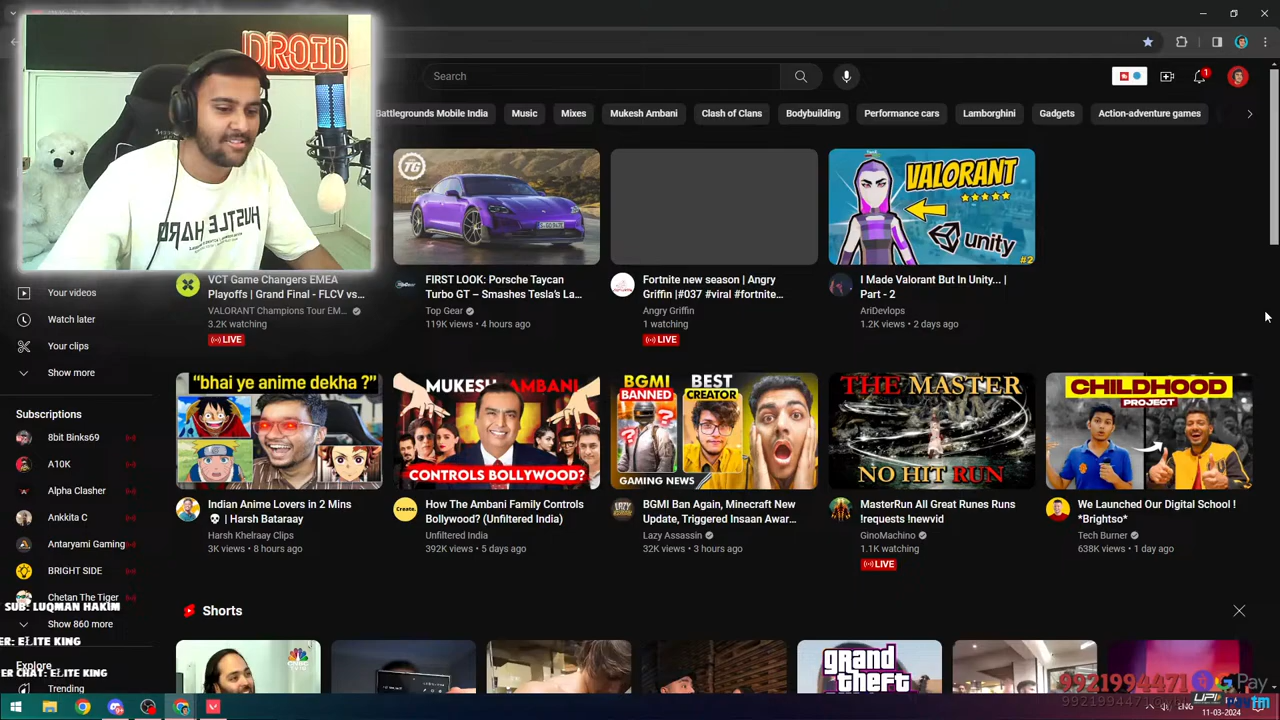 DROID
HUSTLE HARD
Search
1
Battlegrounds Mobile India
Music
Mixes
Mukesh Ambani
Clash of Clans
Bodybuilding
Performance cars
Lamborghini
Gadgets
Action-adventure games
TG
VALORANT
unity
#2
VCT Game Changers EMEA
Playoffs | Grand Final - FLCV vs...
VALORANT Champions Tour EM...
3.2K watching
LIVE
FIRST LOOK: Porsche Taycan
Turbo GT – Smashes Tesla's La...
Top Gear
119K views • 4 hours ago
Fortnite new season | Angry
Griffin |#037 #viral #fortnite...
Angry Griffin
1 watching
LIVE
I Made Valorant But In Unity... |
Part - 2
AriDevlops
1.2K views • 2 days ago
Your videos
Watch later
Your clips
Show more
Subscriptions
8bit Binks69
A10K
Alpha Clasher
Ankkita C
Antaryami Gaming
BRIGHT SIDE
Chetan The Tiger
SUB: LUQMAN HAKIM
Show 860 more
ER: ELITE KING
Explore
ER CHAT: ELITE KING
Trending
"bhai ye anime dekha ?"
MUKESH AMBANI
CONTROLS BOLLYWOOD?
BGMI
BANNED
BEST
CREATOR
GAMING NEWS
THE MASTER
NO HIT RUN
CHILDHOOD
PROJECT
Indian Anime Lovers in 2 Mins
💀 | Harsh Bataraay
Harsh Khelraay Clips
3K views • 8 hours ago
Create.
How The Ambani Family Controls
Bollywood? (Unfiltered India)
Unfiltered India
392K views • 5 days ago
BGMI Ban Again, Minecraft New
Update, Triggered Insaan Awar...
Lazy Assassin
32K views • 3 hours ago
MasterRun All Great Runes Runs
!requests !newvid
GinoMachino
1.1K watching
LIVE
We Launched Our Digital School !
*Brightso*
Tech Burner
638K views • 1 day ago
Shorts
CNBC
grand
theft
9921994471
G Pay
UPI
ENG
11-03-2024